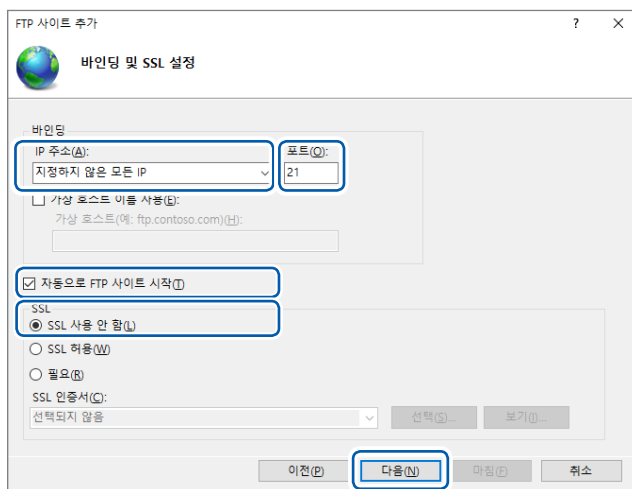 FTP 사이트 추가
바인딩 및 SSL 설정
바인딩
IP 주소(A): 포트(O):
지정하지 않은 모든 IP 21
가상 호스트 이름 사용(E):
가상 호스트(예: ftp.contoso.com)(H):
자동으로 FTP 사이트 시작(T)
SSL
SSL 사용 안 함(L)
SSL 허용(W)
필요(R)
SSL 인증서(C):
선택되지 않음 선택(S)... 보기(I)...
이전(P) 다음(N) 마침(F) 취소